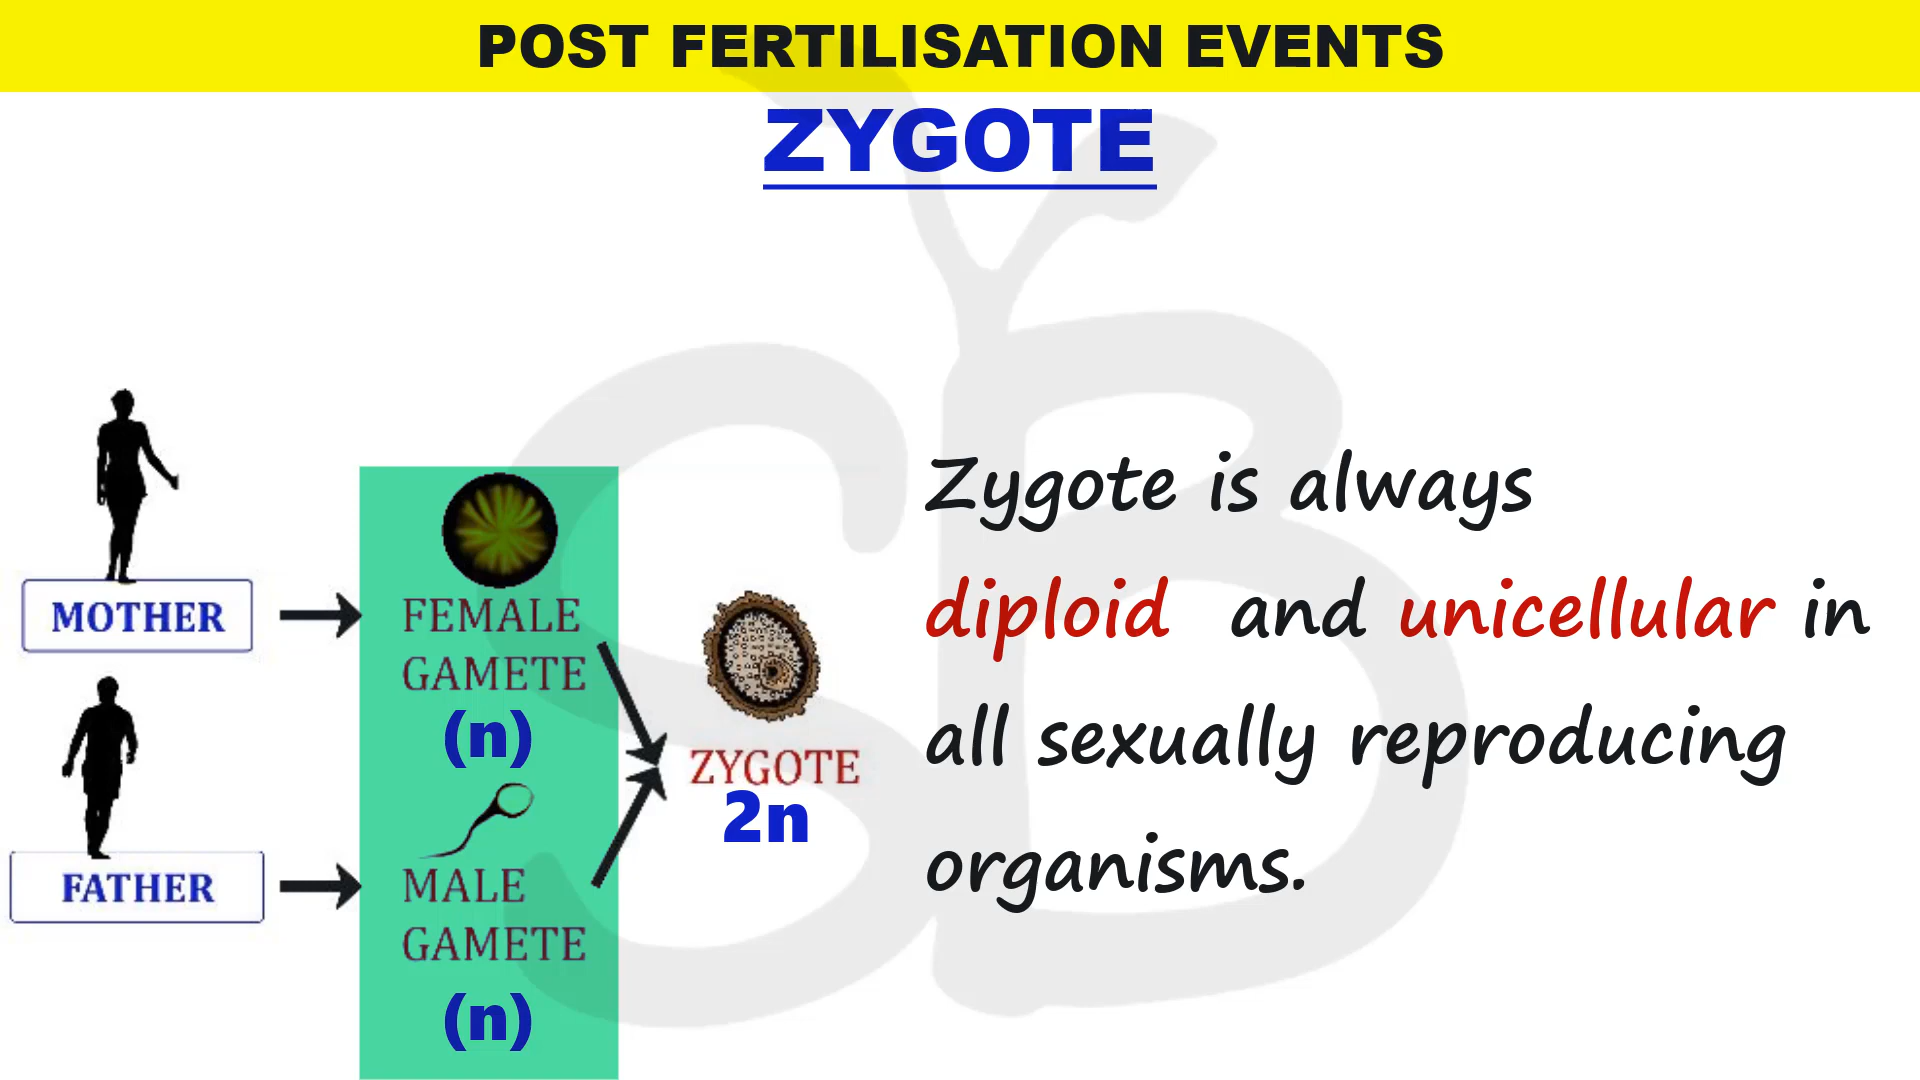 POST FERTILISATION EVENTS
ZYGOTE
MOTHER
FATHER
FEMALE
GAMETE
(n)
MALE
GAMETE
(n)
ZYGOTE
2n
Zygote is always
diploid and unicellular in
all sexually reproducing
organisms.
SB